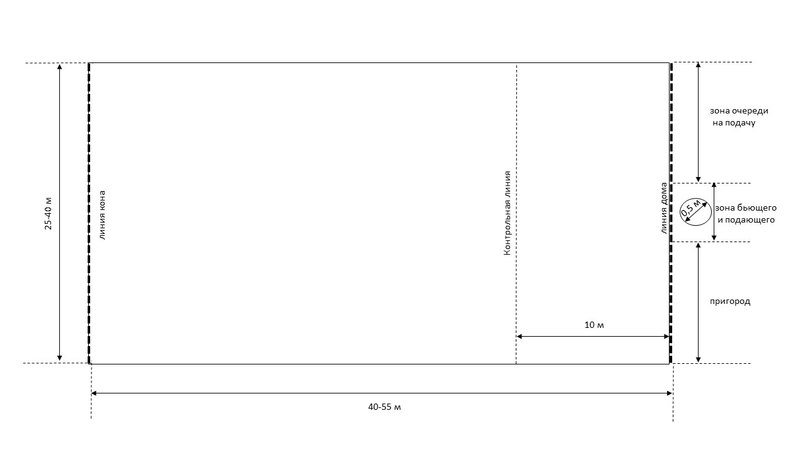 25-40 м
линия кона
Контрольная линия
линия дома
0,5 м
зона очереди
на подачу
зона бьющего
и подающего
пригород
10 м
40-55 м